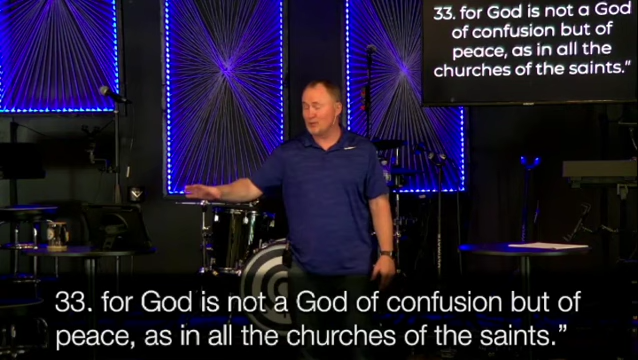 33. for God is not a God
of confusion but of
peace, as in all the
churches of the saints.”
33. for God is not a God of confusion but of
peace, as in all the churches of the saints.”